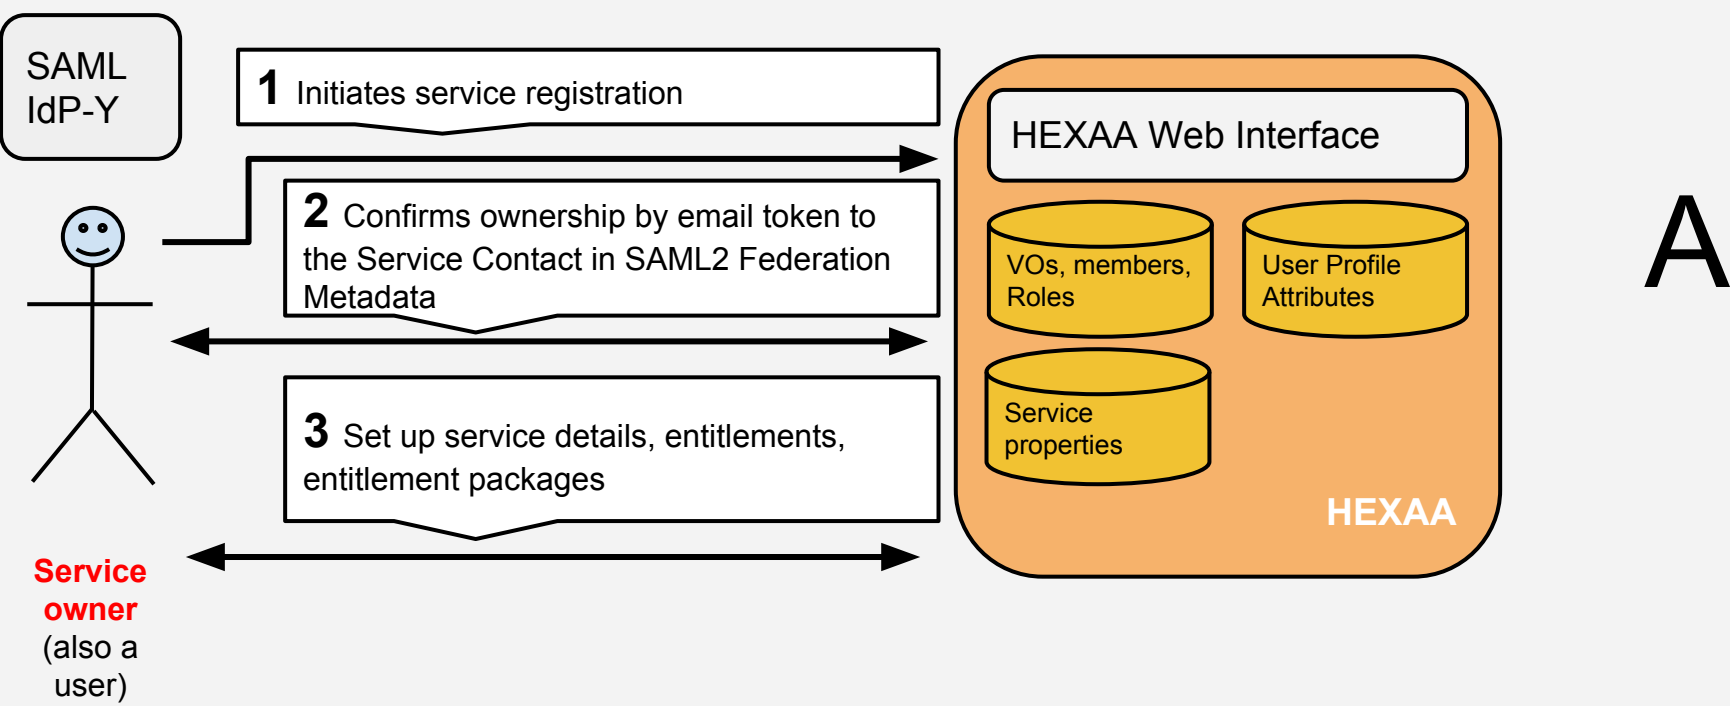 SAML
IdP-Y
1 Initiates service registration
HEXAA Web Interface
2 Confirms ownership by email token to
the Service Contact in SAML2 Federation
Metadata
VOs, members,
Roles
User Profile
Attributes
A
3 Set up service details, entitlements,
entitlement packages
Service
properties
HEXAA
Service
owner
(also a
user)